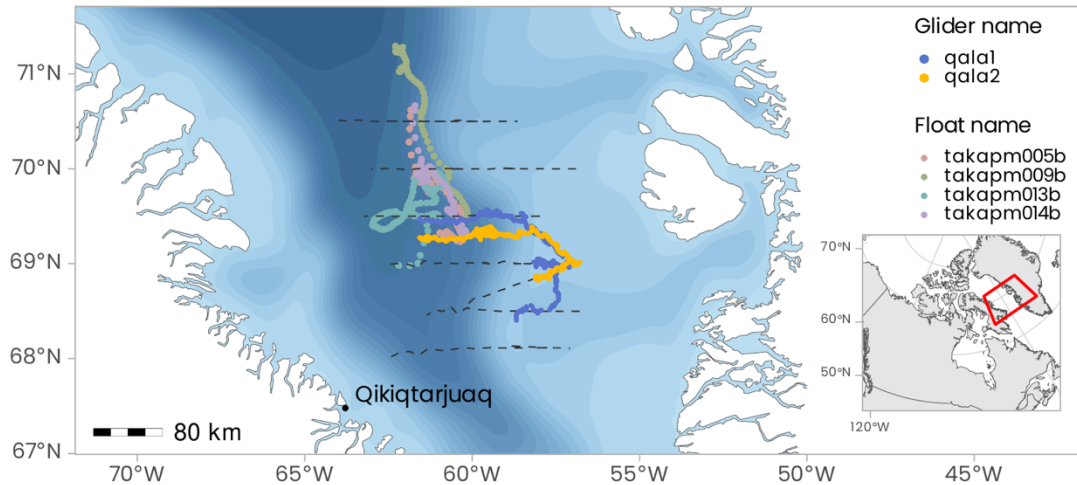 Glider name
qala1
qala2
Float name
takapm005b
takapm009b
takapm013b
takapm014b
71°N
70°N
69°N
68°N
67°N
Qikiqtarjuaq
80 km
70°W
65°W
60°W
55°W
50°W
45°W
70°N
60°N
50°N
120°W